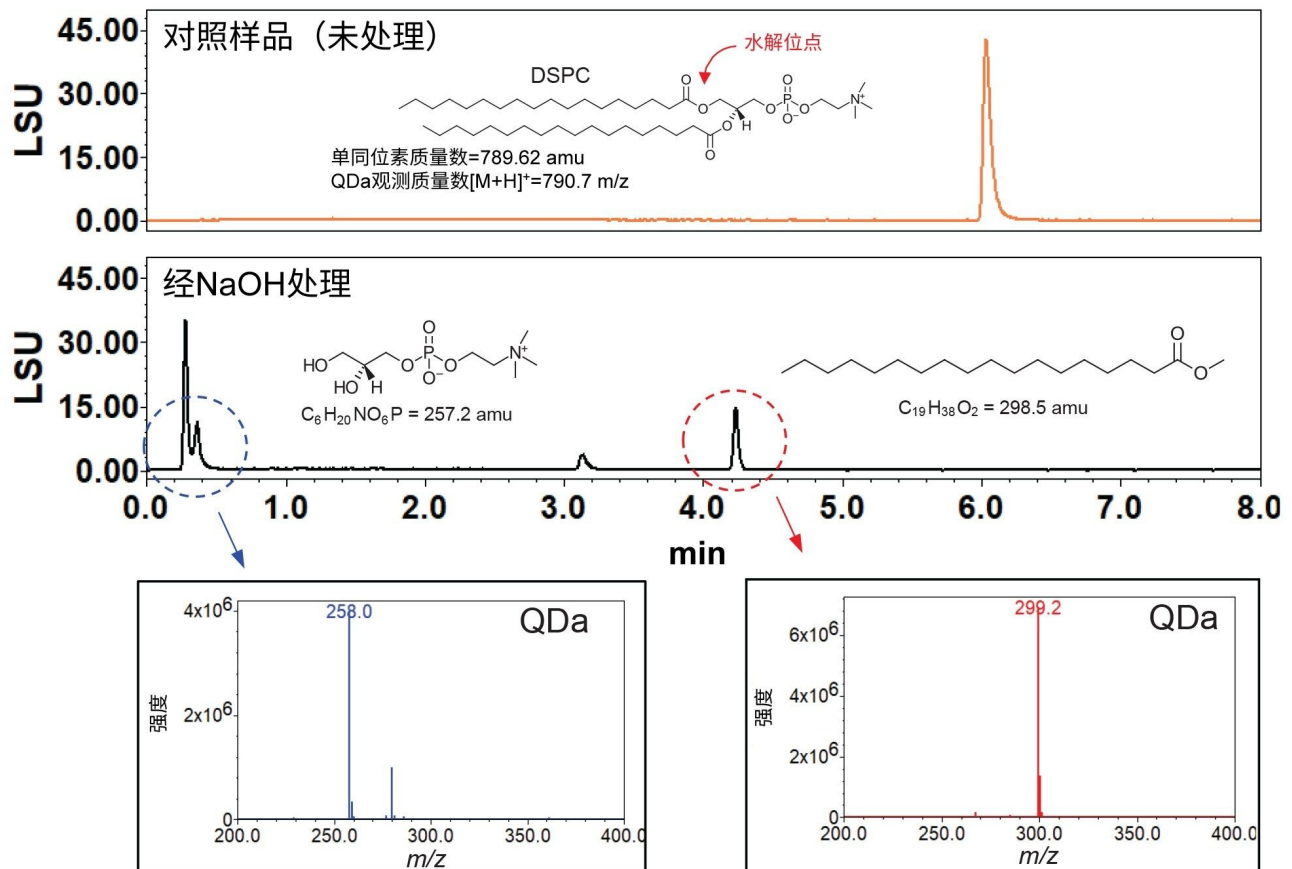 45.00
30.00
15.00
0.00
LSU
对照样品（未处理）
DSPC
水解位点
O
O
O
H
O
O
P
O
O
O⁻
N⁺
单同位素质量数=789.62 amu
QDa观测质量数[M+H]⁺=790.7 m/z
45.00
30.00
15.00
0.00
LSU
经NaOH处理
HO
HO
H
O
O
P
O
O⁻
N⁺
C₆H₂₀NO₆P = 257.2 amu
O
O
C₁₉H₃₈O₂ = 298.5 amu
0.0 1.0 2.0 3.0 4.0 5.0 6.0 7.0 8.0
min
QDa
258.0
4x10⁶
2x10⁶
0
强度
200.0 250.0 300.0 350.0 400.0
m/z
QDa
299.2
6x10⁶
4x10⁶
2x10⁶
0
强度
200.0 250.0 300.0 350.0 400.0
m/z